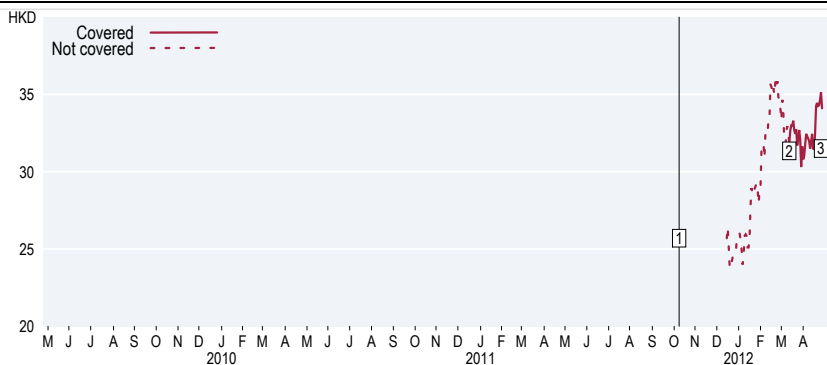 HKD
Covered
Not covered
35
30
25
20
1
2
3
M J J A S O N D J F M A M J J A S O N D J F M A M J J A S O N D J F M A
2010 2011 2012